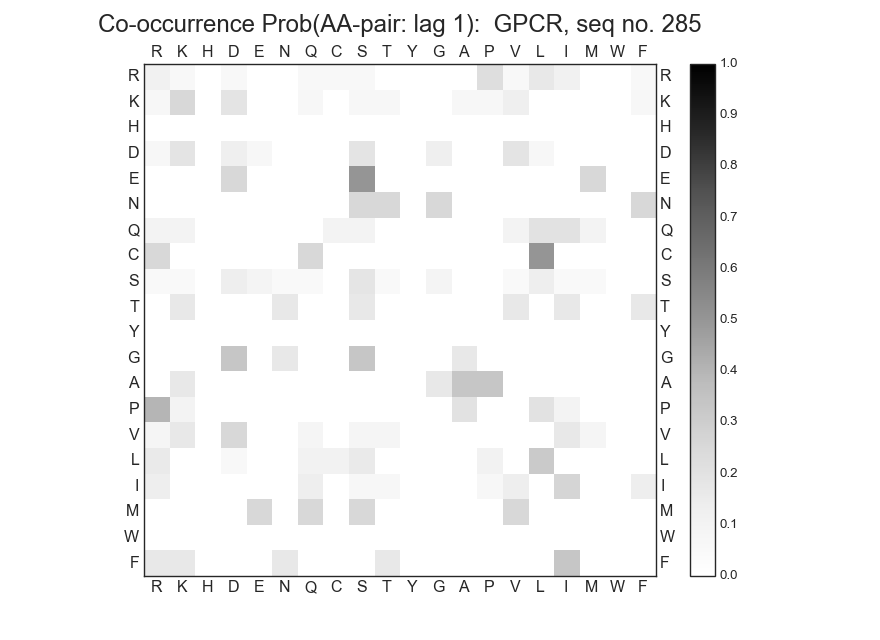 Co-occurrence Prob(AA-pair: lag 1):  GPCR, seq no. 285
R K H D E N Q C S T Y G A P V L I M W F
R R 1.0
K K 0.9
H H
D D 0.8
E E
N N 0.7
Q Q
C C 0.6
S S
T T 0.5
Y Y
G G 0.4
A A
P P 0.3
V V
L L 0.2
I I
M M 0.1
W W
F F 0.0
R K H D E N Q C S T Y G A P V L I M W F